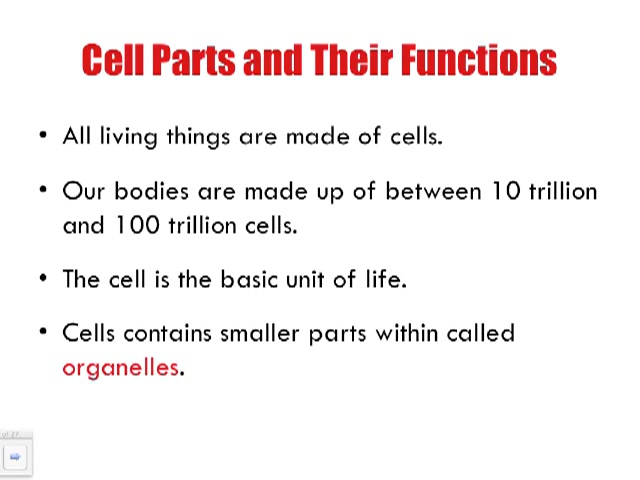 Cell Parts and Their Functions
• All living things are made of cells.
• Our bodies are made up of between 10 trillion
and 100 trillion cells.
• The cell is the basic unit of life.
• Cells contains smaller parts within called
organelles.